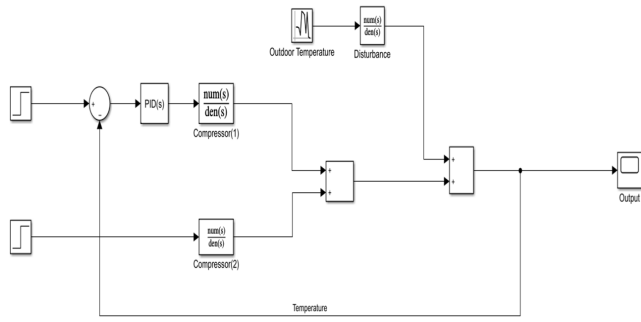 num(s)
den(s)
Outdoor Temperature
Disturbance
+
+
−
PID(s)
num(s)
den(s)
Compressor(1)
+
+
+
num(s)
den(s)
Compressor(2)
Output
Temperature